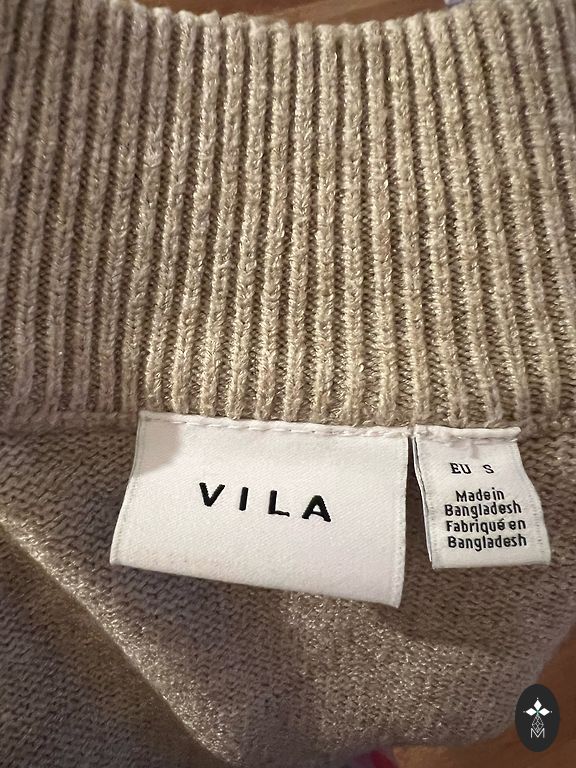 VILA
EU S
Made in
Bangladesh
Fabriqué en
Bangladesh
M